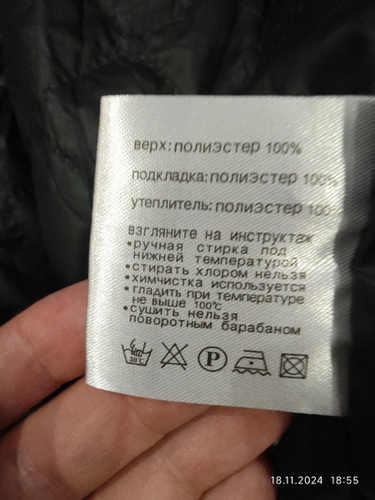 верх: полиэстер 100%
подкладка: полиэстер 100%
утеплитель: полиэстер 100
взгляните на инструктаж
•ручная стирка под
нижней температурой
•стирать хлором нельзя
•химчистка используется
•гладить при температуре
не выше 100°c
•сушить нельзя
поворотным барабаном
30°C P
18.11.2024 18:55